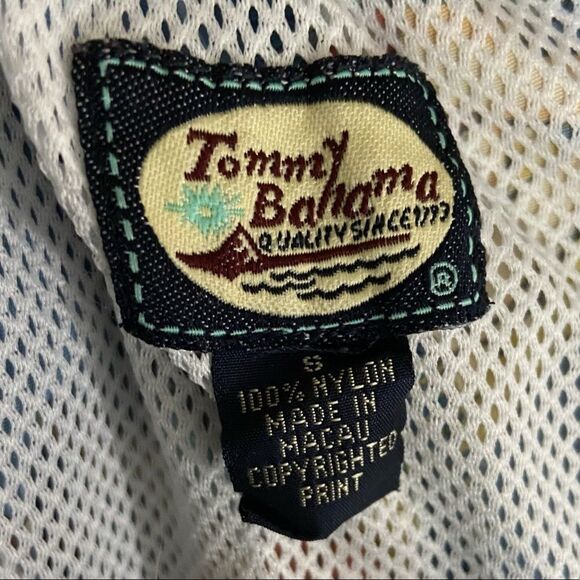 Tommy
Bahama
QUALITY SINCE 1993
®
S
100% NYLON
MADE IN
MACAU
COPYRIGHTED
PRINT